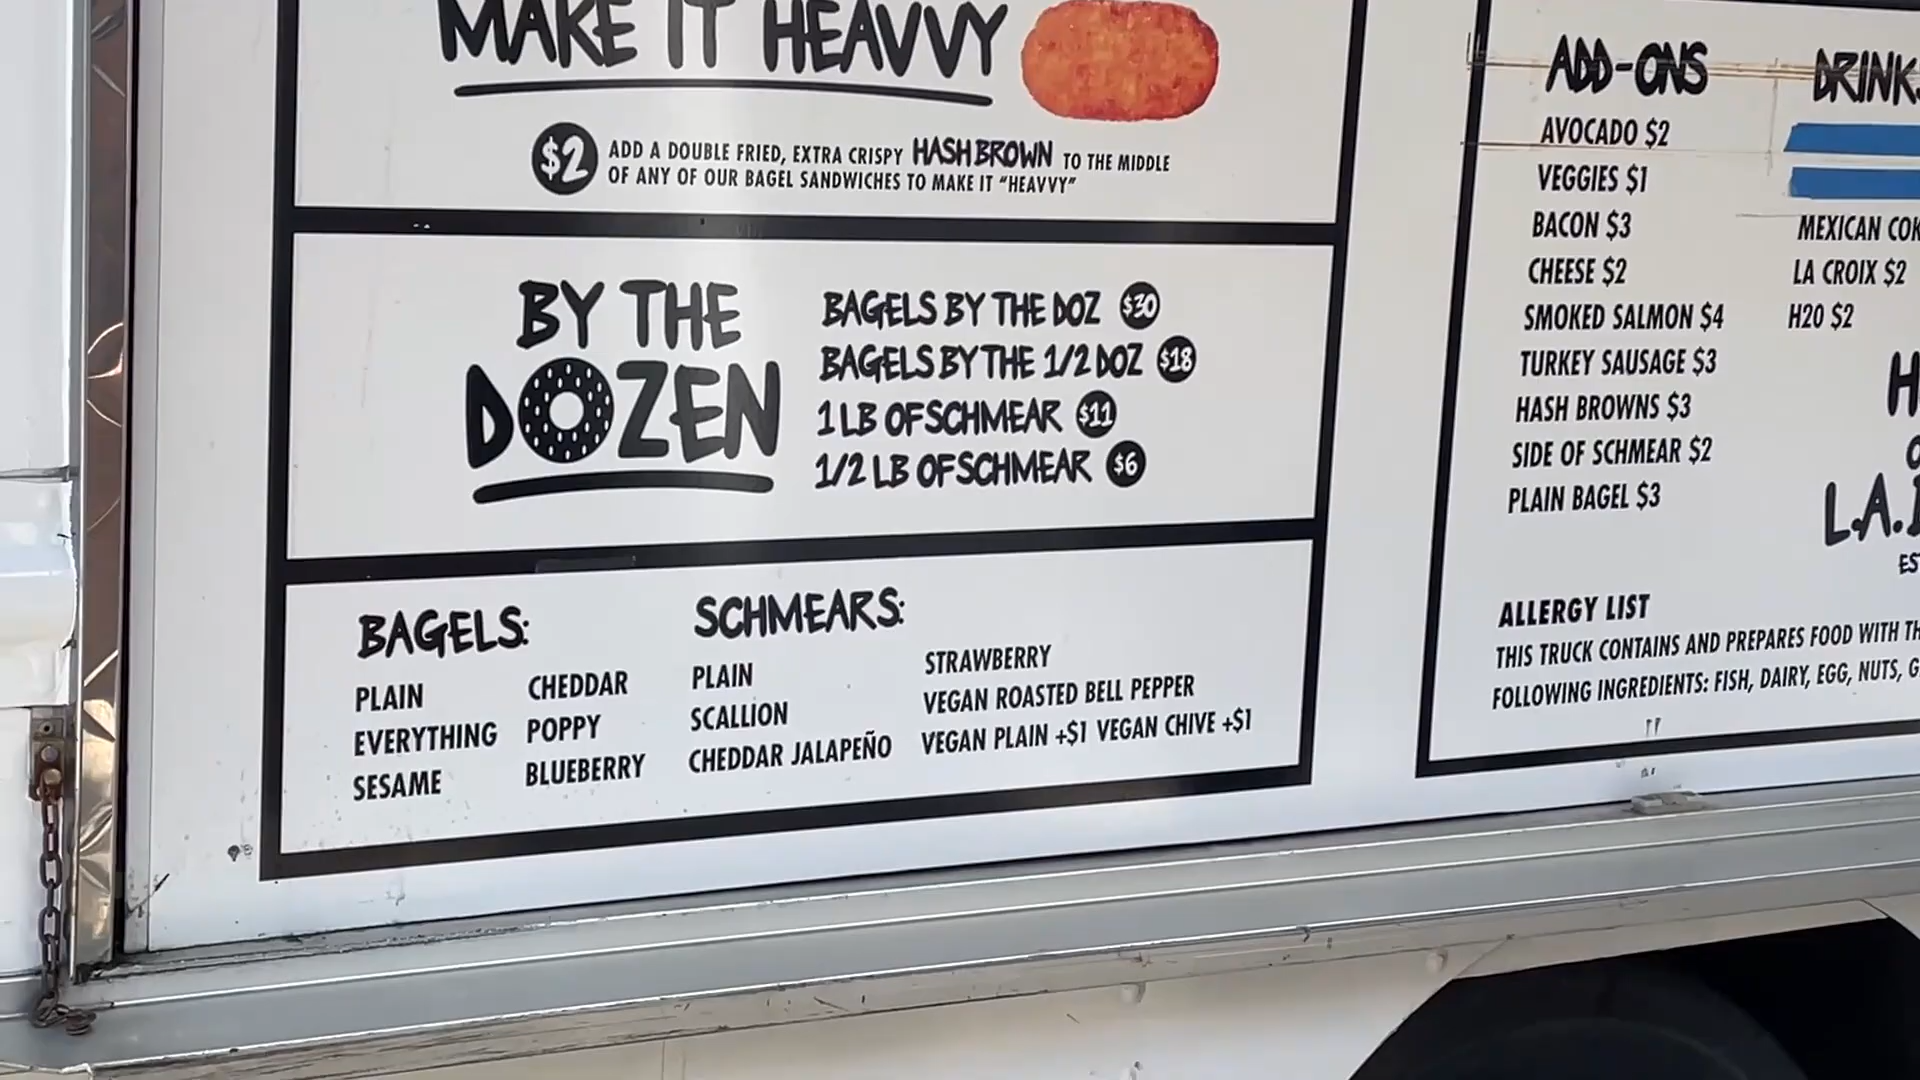 MAKE IT HEAVVY
$2 ADD A DOUBLE FRIED, EXTRA CRISPY HASH BROWN TO THE MIDDLE
OF ANY OF OUR BAGEL SANDWICHES TO MAKE IT "HEAVVY"
BY THE
DOZEN
BAGELS BY THE DOZ $30
BAGELS BY THE 1/2 DOZ $18
1 LB OF SCHMEAR $11
1/2 LB OF SCHMEAR $6
BAGELS:
PLAIN
EVERYTHING
SESAME
CHEDDAR
POPPY
BLUEBERRY
SCHMEARS:
PLAIN
SCALLION
CHEDDAR JALAPEÑO
STRAWBERRY
VEGAN ROASTED BELL PEPPER
VEGAN PLAIN +$1 VEGAN CHIVE +$1
ADD-ONS
AVOCADO $2
VEGGIES $1
BACON $3
CHEESE $2
SMOKED SALMON $4
TURKEY SAUSAGE $3
HASH BROWNS $3
SIDE OF SCHMEAR $2
PLAIN BAGEL $3
DRINK
MEXICAN COK
LA CROIX $2
H20 $2
H
L.A.
ES
ALLERGY LIST
THIS TRUCK CONTAINS AND PREPARES FOOD WITH TH
FOLLOWING INGREDIENTS: FISH, DAIRY, EGG, NUTS, G